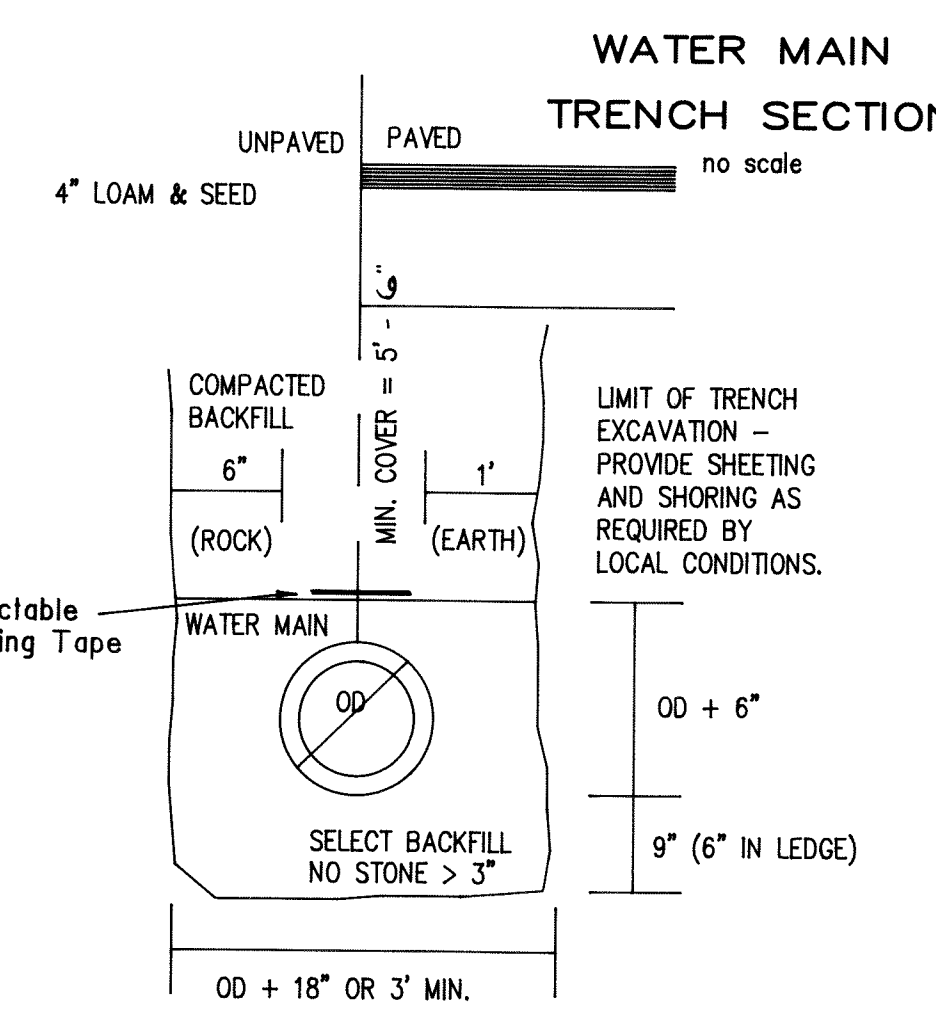 WATER MAIN
TRENCH SECTION
no scale
UNPAVED
PAVED
4" LOAM & SEED
MIN. COVER = 5' - 6"
COMPACTED
BACKFILL
6"
(ROCK)
1'
(EARTH)
LIMIT OF TRENCH
EXCAVATION –
PROVIDE SHEETING
AND SHORING AS
REQUIRED BY
LOCAL CONDITIONS.
Tape
WATER MAIN
OD
OD + 6"
SELECT BACKFILL
NO STONE > 3"
9" (6" IN LEDGE)
OD + 18" OR 3' MIN.